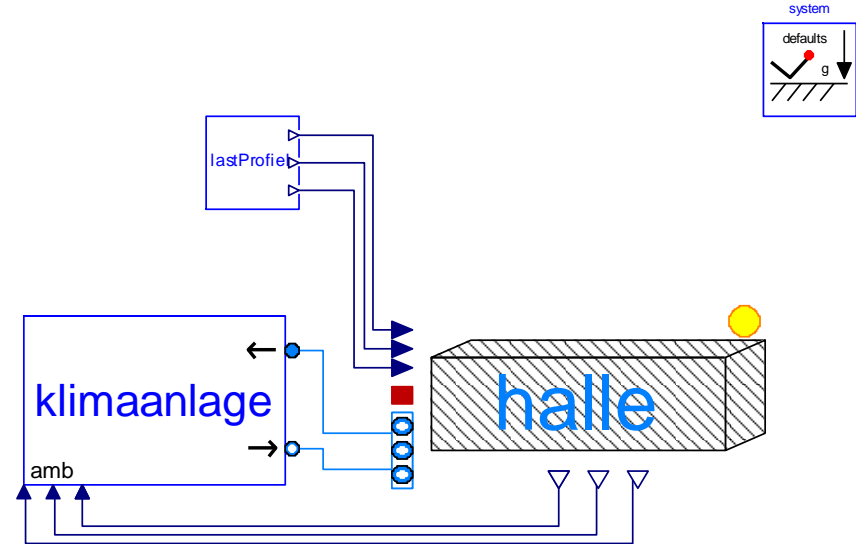 system
defaults
g
lastProfiel
klimaanlage
halle
amb